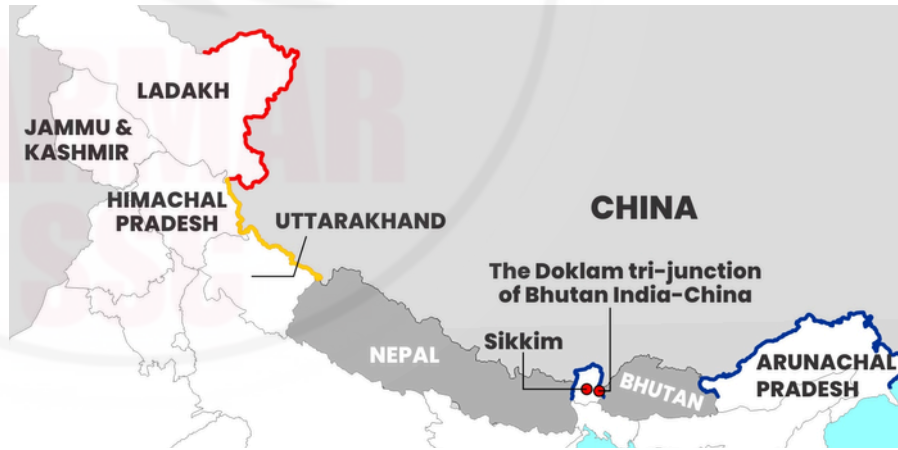 LADAKH
JAMMU &
KASHMIR
HIMACHAL
PRADESH
UTTARAKHAND
CHINA
The Doklam tri-junction
of Bhutan India-China
Sikkim
NEPAL
BHUTAN
ARUNACHAL
PRADESH
SSC